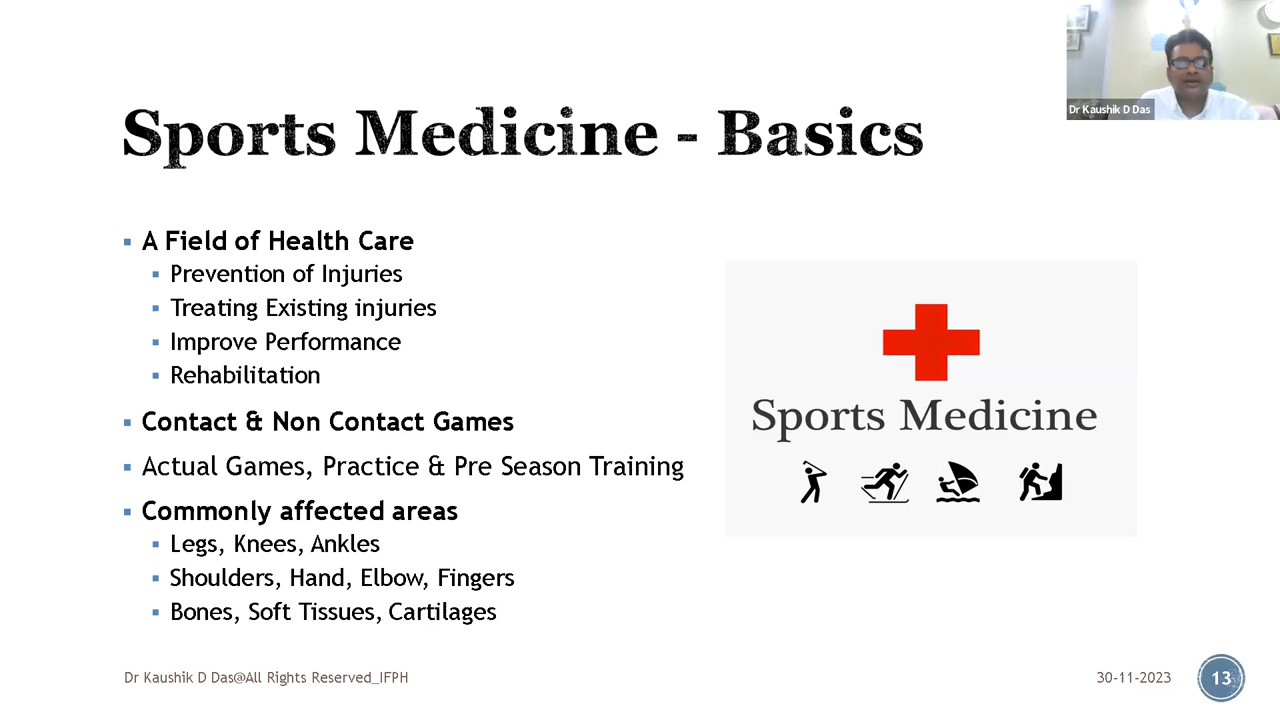 Dr Kaushik D Das
Sports Medicine - Basics
A Field of Health Care
Prevention of Injuries
Treating Existing injuries
Improve Performance
Rehabilitation
Contact & Non Contact Games
Actual Games, Practice & Pre Season Training
Commonly affected areas
Legs, Knees, Ankles
Shoulders, Hand, Elbow, Fingers
Bones, Soft Tissues, Cartilages
Sports Medicine
Dr Kaushik D Das@All Rights Reserved_IFPH
30-11-2023
13